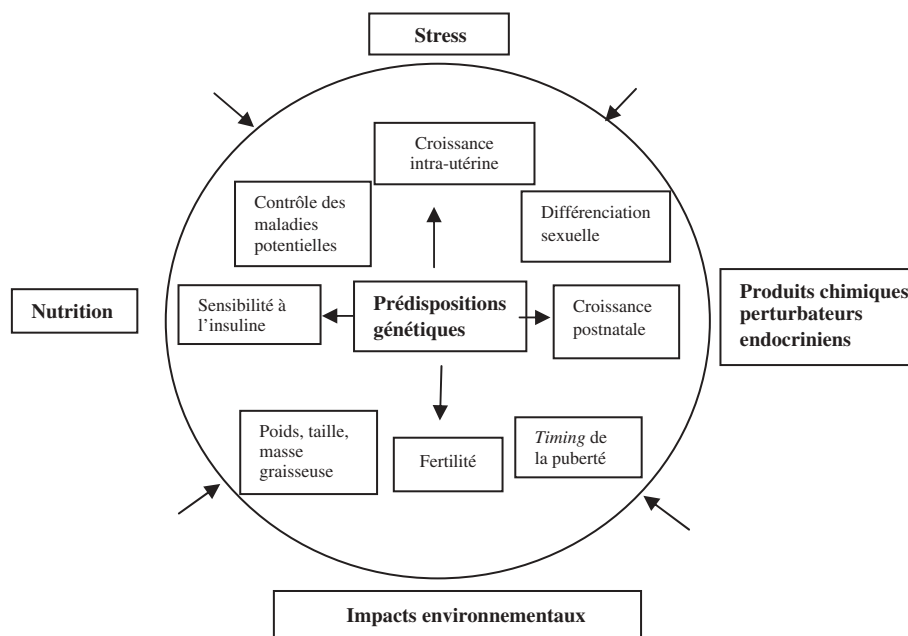 Stress
Croissance
intra-utérine
Contrôle des
maladies
potentielles
Différenciation
sexuelle
Nutrition
Sensibilité à
l’insuline
Prédispositions
génétiques
Croissance
postnatale
Produits chimiques
perturbateurs
endocriniens
Poids, taille,
masse
graisseuse
Fertilité
Timing de
la puberté
Impacts environnementaux